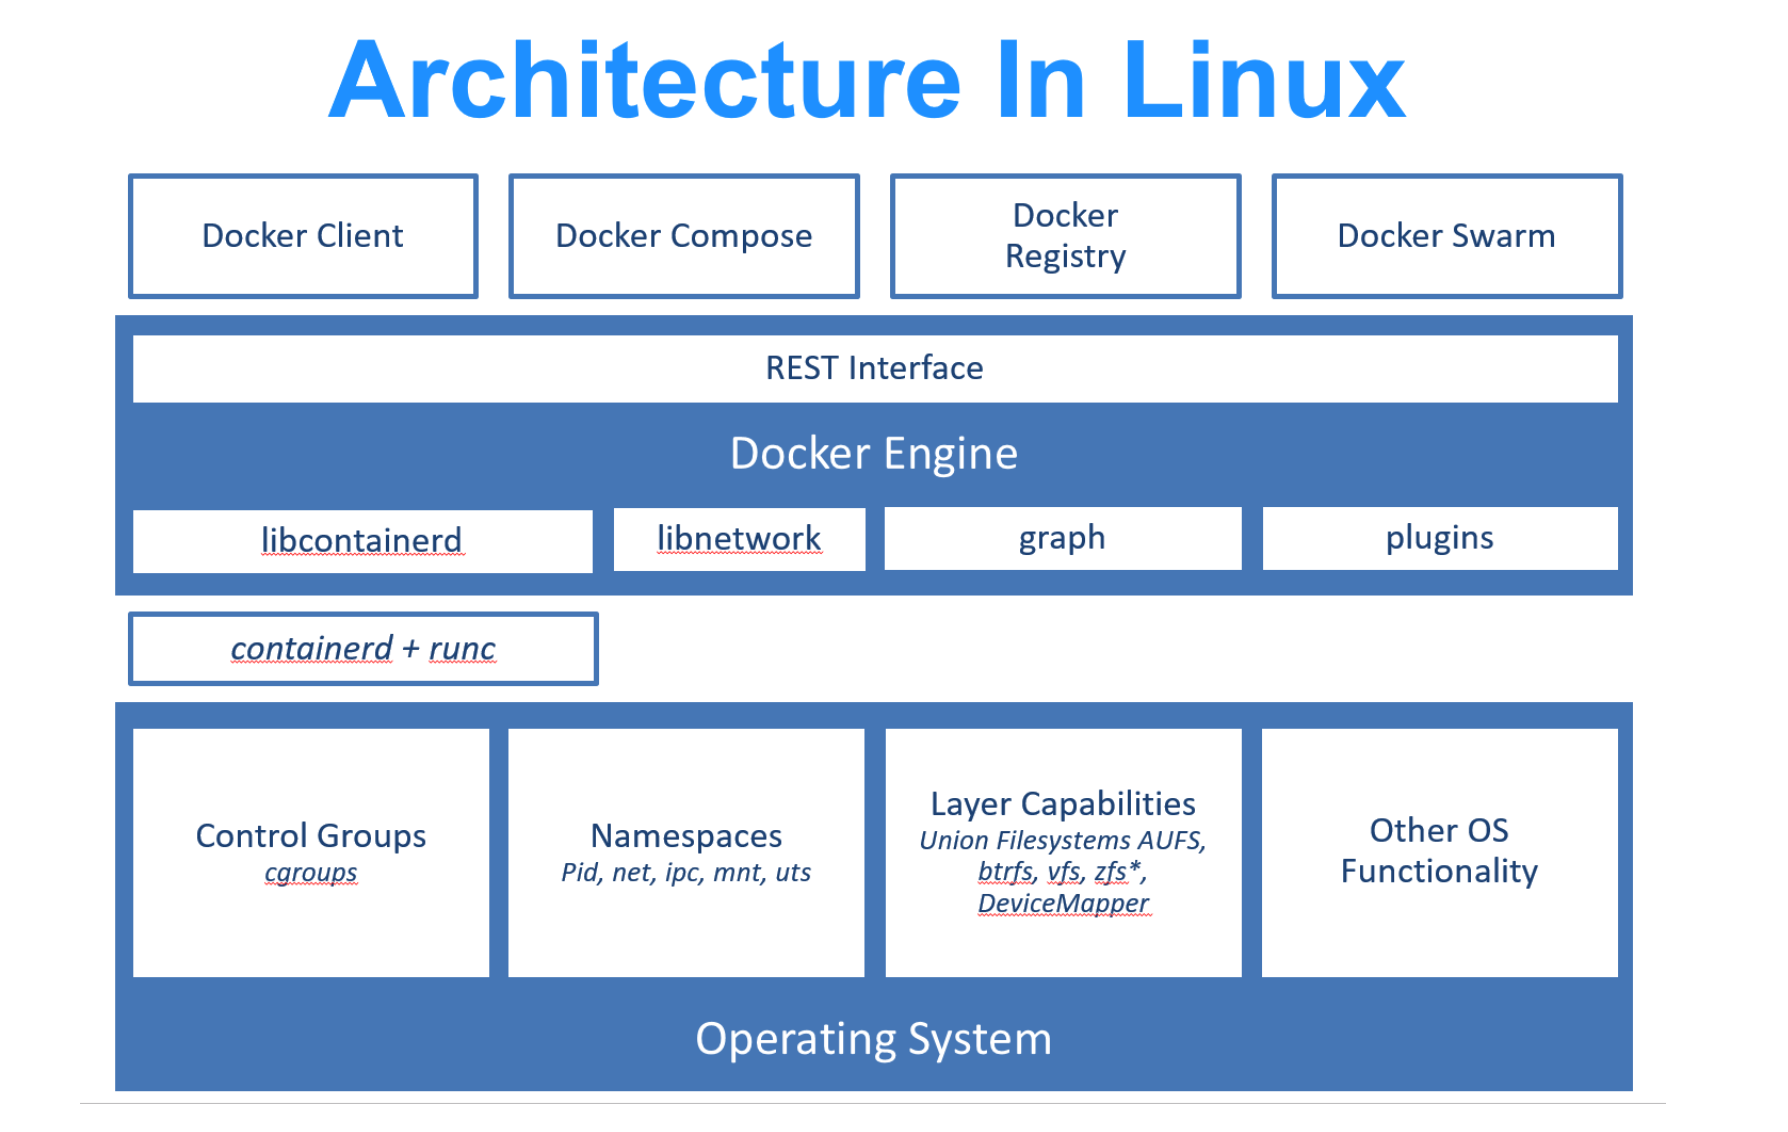 Architecture In Linux
Docker Client
Docker Compose
Docker
Registry
Docker Swarm
REST Interface
Docker Engine
libcontainerd
libnetwork
graph
plugins
containerd + runc
Control Groups
cgroups
Namespaces
Pid, net, ipc, mnt, uts
Layer Capabilities
Union Filesystems AUFS,
btrfs, vfs, zfs*,
DeviceMapper
Other OS
Functionality
Operating System